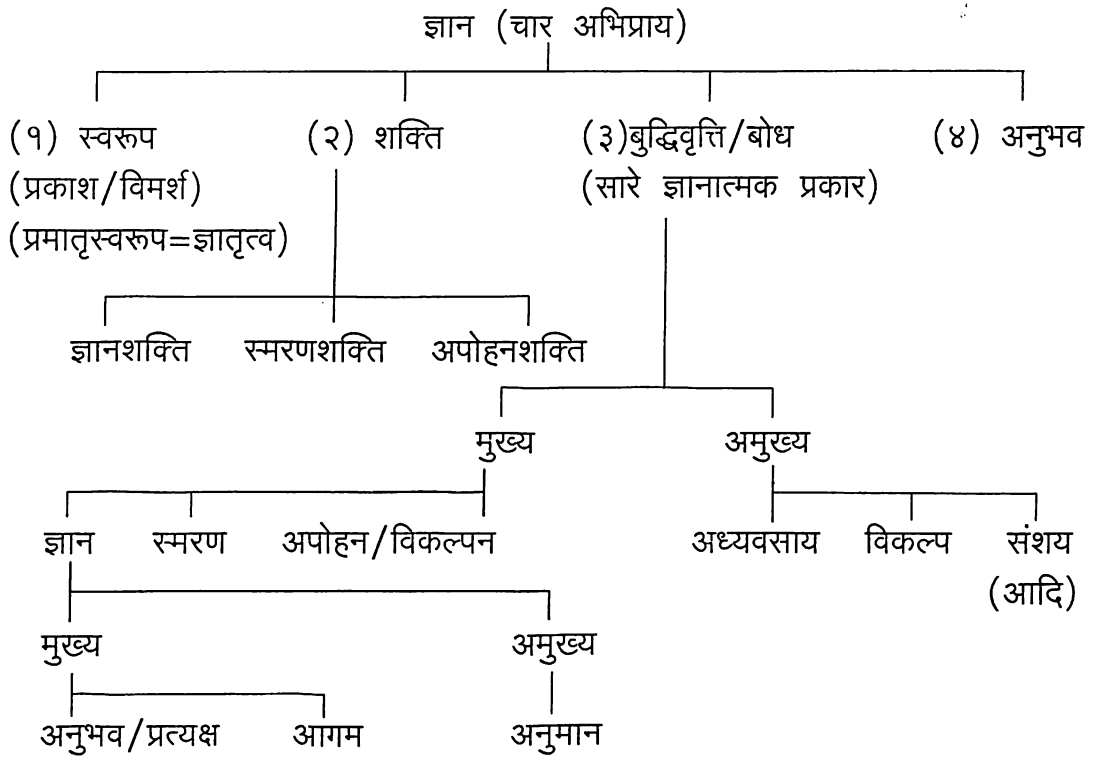 ज्ञान (चार अभिप्राय)
(१) स्वरूप (२) शक्ति (३)बुद्धिवृत्ति/बोध (४) अनुभव
(प्रकाश/विमर्श) (सारे ज्ञानात्मक प्रकार)
(प्रमातृस्वरूप=ज्ञातृत्व)
ज्ञानशक्ति स्मरणशक्ति अपोहनशक्ति
मुख्य अमुख्य
ज्ञान स्मरण अपोहन/विकल्पन अध्यवसाय विकल्प संशय
(आदि)
मुख्य अमुख्य
अनुभव/प्रत्यक्ष आगम अनुमान